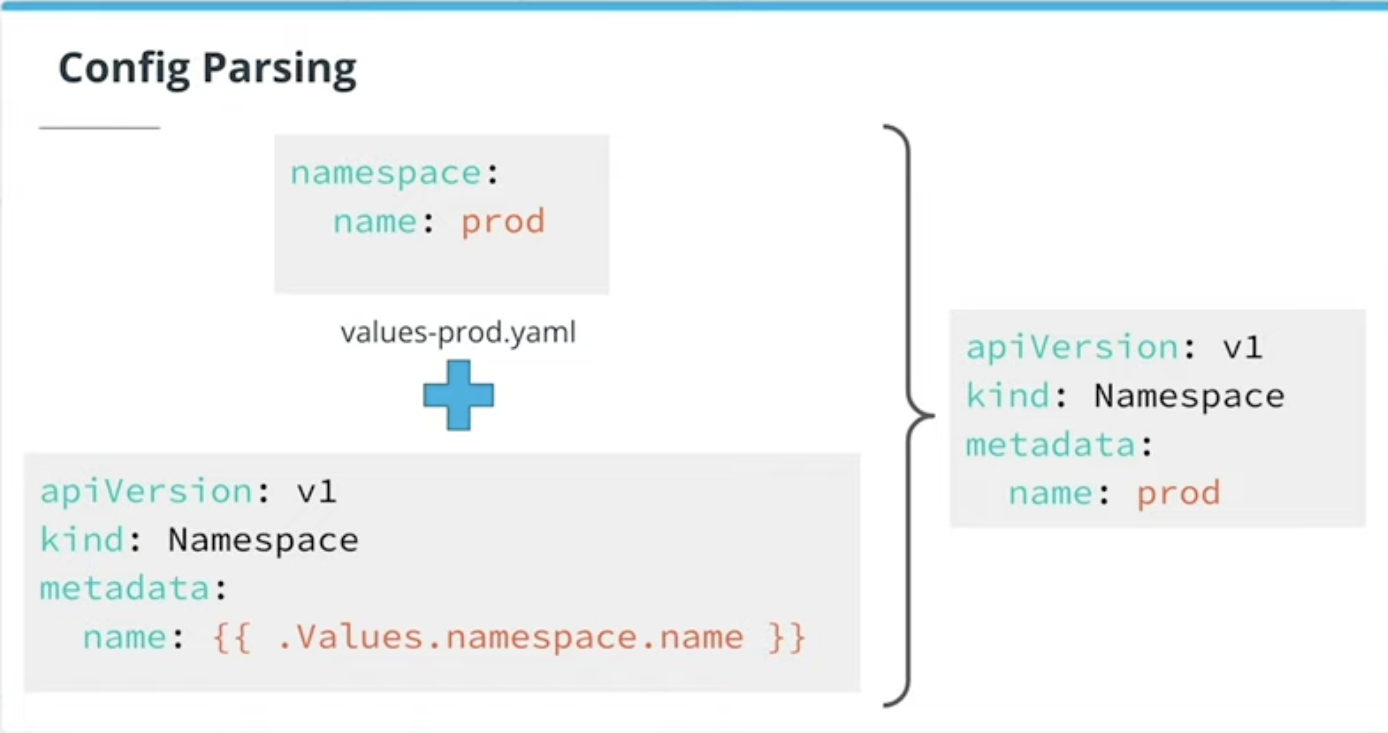 Config Parsing
namespace:
  name: prod
values-prod.yaml
apiVersion: v1
kind: Namespace
metadata:
  name: {{ .Values.namespace.name }}
apiVersion: v1
kind: Namespace
metadata:
  name: prod